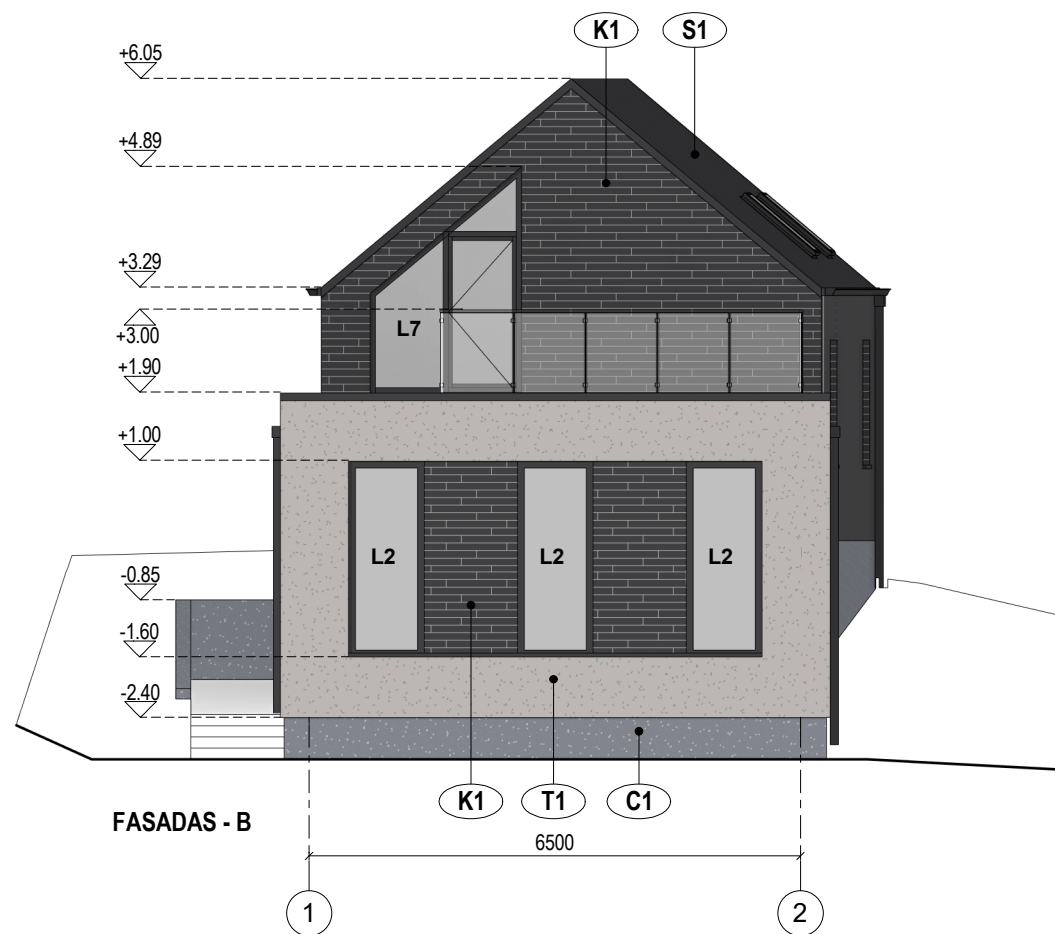 K1 S1
+6.05
+4.89
+3.29
L7
+3.00
+1.90
+1.00
L2 L2 L2
-0.85
-1.60
-2.40
K1 T1 C1
FASADAS - B
6500
1 2